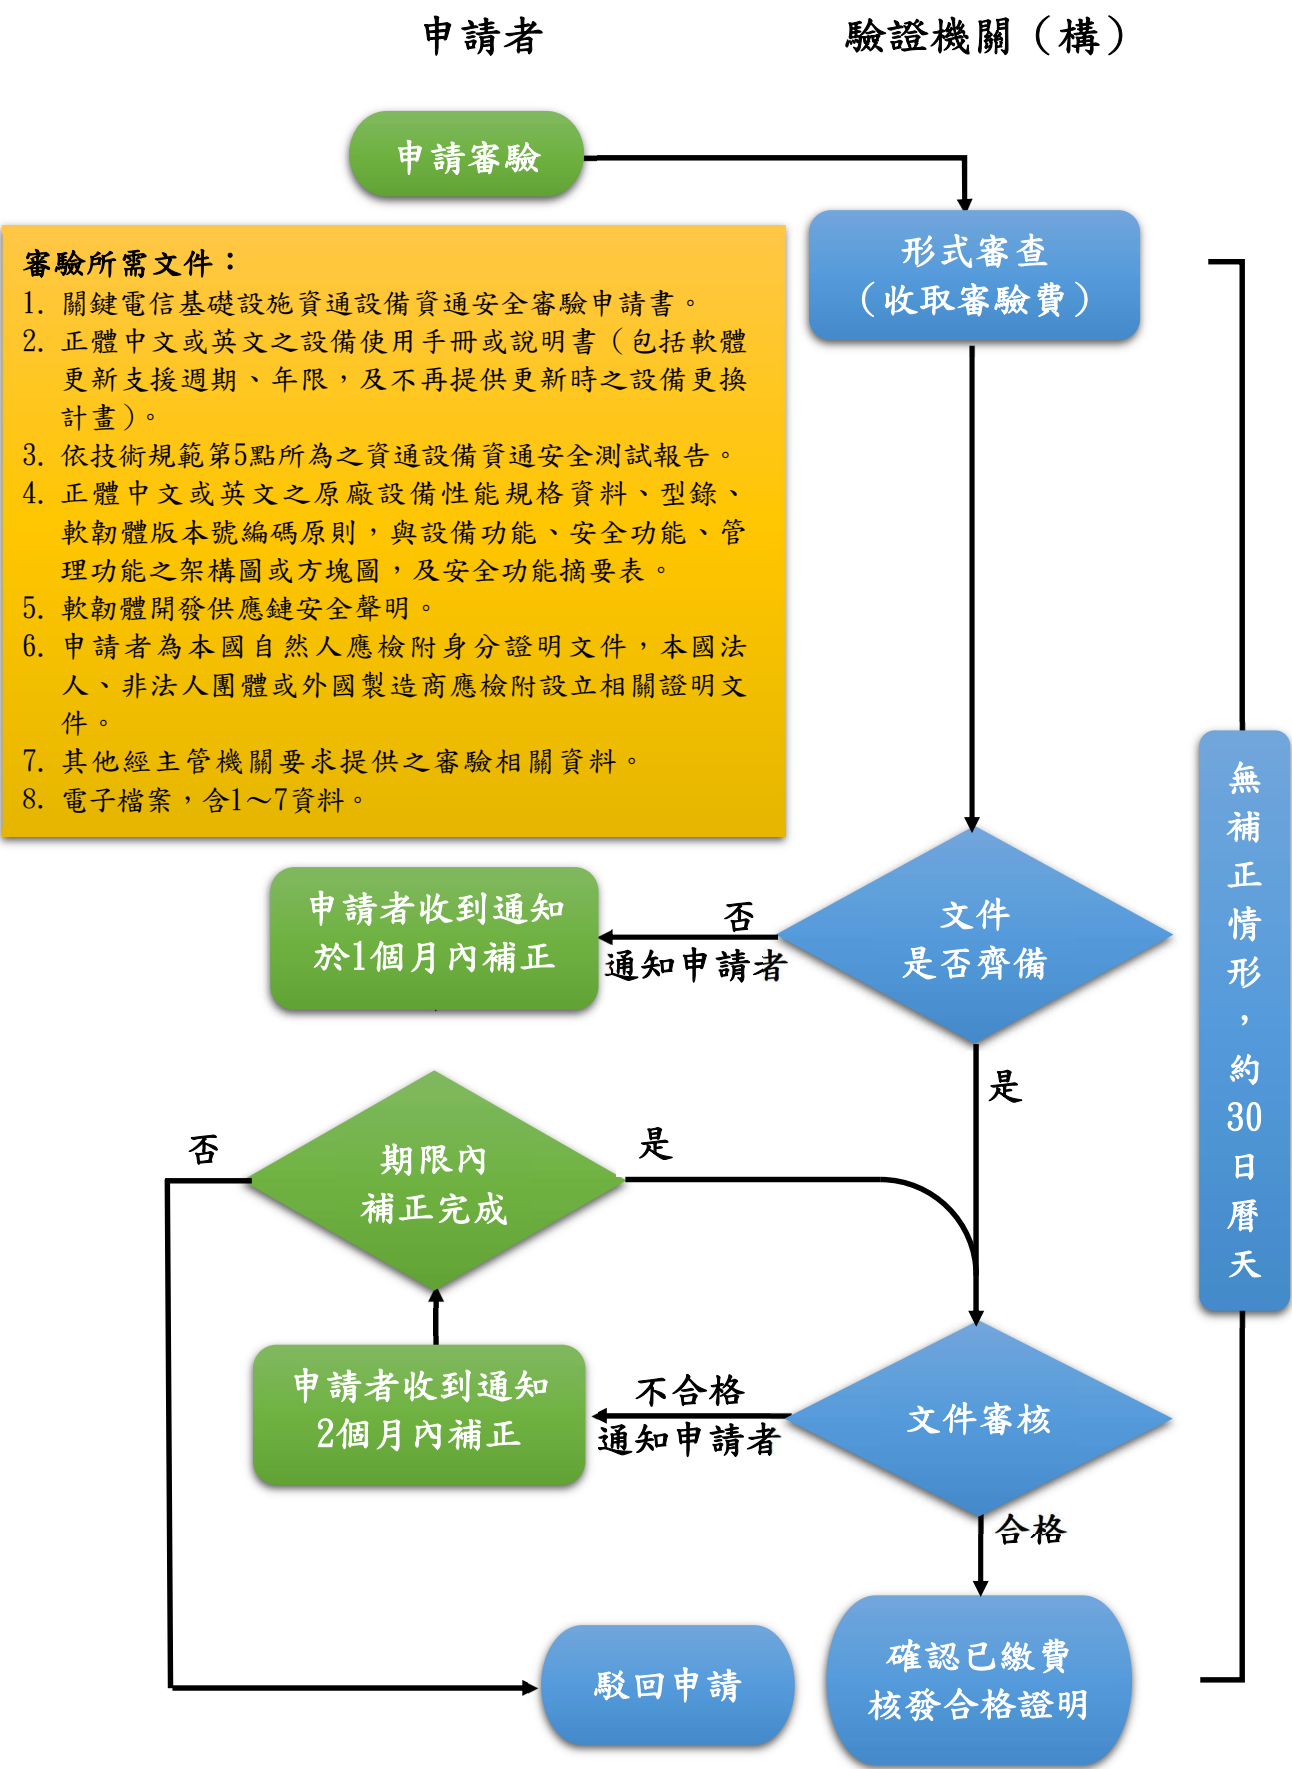 申請者
驗證機關（構）
申請審驗
形式審查
（收取審驗費）
審驗所需文件：
1. 關鍵電信基礎設施資通設備資通安全審驗申請書。
2. 正體中文或英文之設備使用手冊或說明書（包括軟體
更新支援週期、年限，及不再提供更新時之設備更換
計畫）。
3. 依技術規範第5點所為之資通設備資通安全測試報告。
4. 正體中文或英文之原廠設備性能規格資料、型錄、
軟韌體版本號編碼原則，與設備功能、安全功能、管
理功能之架構圖或方塊圖，及安全功能摘要表。
5. 軟韌體開發供應鏈安全聲明。
6. 申請者為本國自然人應檢附身分證明文件，本國法
人、非法人團體或外國製造商應檢附設立相關證明文
件。
7. 其他經主管機關要求提供之審驗相關資料。
8. 電子檔案，含1～7資料。
無補正情形，約30日曆天
申請者收到通知
於1個月內補正
否
通知申請者
文件
是否齊備
是
否
期限內
補正完成
是
申請者收到通知
2個月內補正
不合格
通知申請者
文件審核
合格
駁回申請
確認已繳費
核發合格證明